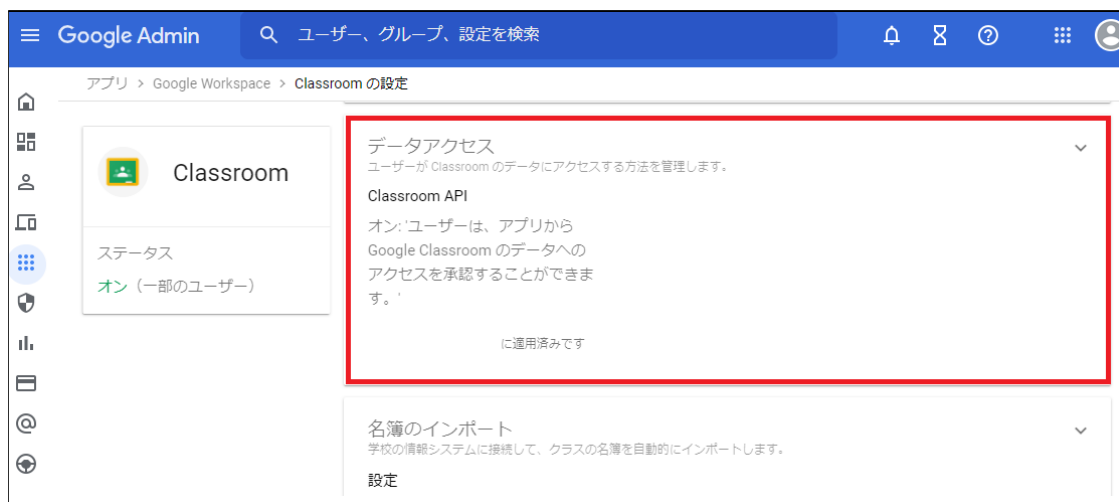 Google Admin
ユーザー、グループ、設定を検索
アプリ > Google Workspace > Classroom の設定
Classroom
ステータス
オン（一部のユーザー）
データアクセス
ユーザーが Classroom のデータにアクセスする方法を管理します。
Classroom API
オン: 'ユーザーは、アプリから
Google Classroom のデータへの
アクセスを承認することができま
す。'
に適用済みです
名簿のインポート
学校の情報システムに接続して、クラスの名簿を自動的にインポートします。
設定